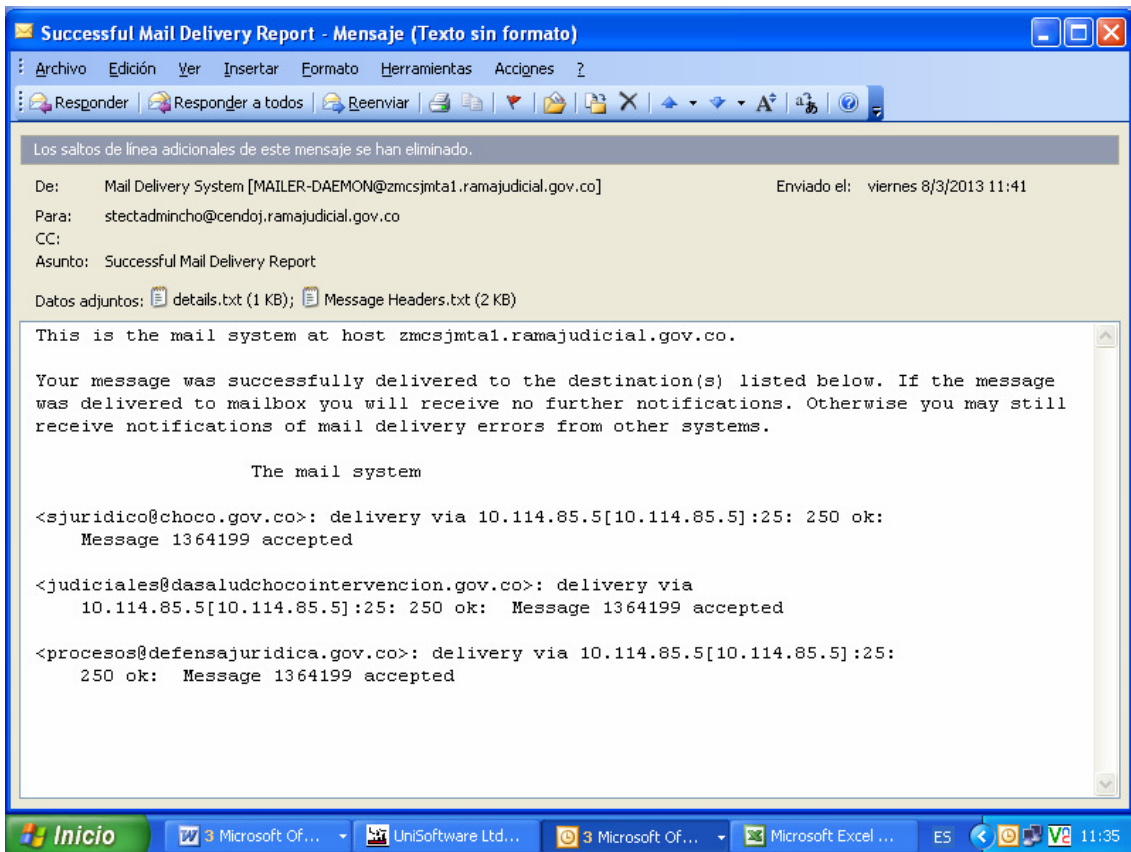 Successful Mail Delivery Report - Mensaje (Texto sin formato)
Archivo Edición Ver Insertar Formato Herramientas Acciones ?
Responder Responder a todos Reenviar
Los saltos de línea adicionales de este mensaje se han eliminado.
De: Mail Delivery System [MAILER-DAEMON@zmcsjmta1.ramajudicial.gov.co] Enviado el: viernes 8/3/2013 11:41
Para: stectadmincho@cendoj.ramajudicial.gov.co
CC:
Asunto: Successful Mail Delivery Report
Datos adjuntos: details.txt (1 KB); Message Headers.txt (2 KB)
This is the mail system at host zmcsjmta1.ramajudicial.gov.co.
Your message was successfully delivered to the destination(s) listed below. If the message
was delivered to mailbox you will receive no further notifications. Otherwise you may still
receive notifications of mail delivery errors from other systems.
The mail system
<sjuridico@choco.gov.co>: delivery via 10.114.85.5[10.114.85.5]:25: 250 ok:
Message 1364199 accepted
<judiciales@dasaludchocointervencion.gov.co>: delivery via
10.114.85.5[10.114.85.5]:25: 250 ok:  Message 1364199 accepted
<procesos@defensajuridica.gov.co>: delivery via 10.114.85.5[10.114.85.5]:25:
250 ok:  Message 1364199 accepted
Inicio 3 Microsoft Of... UniSoftware Ltd... 3 Microsoft Of... Microsoft Excel ... ES 11:35